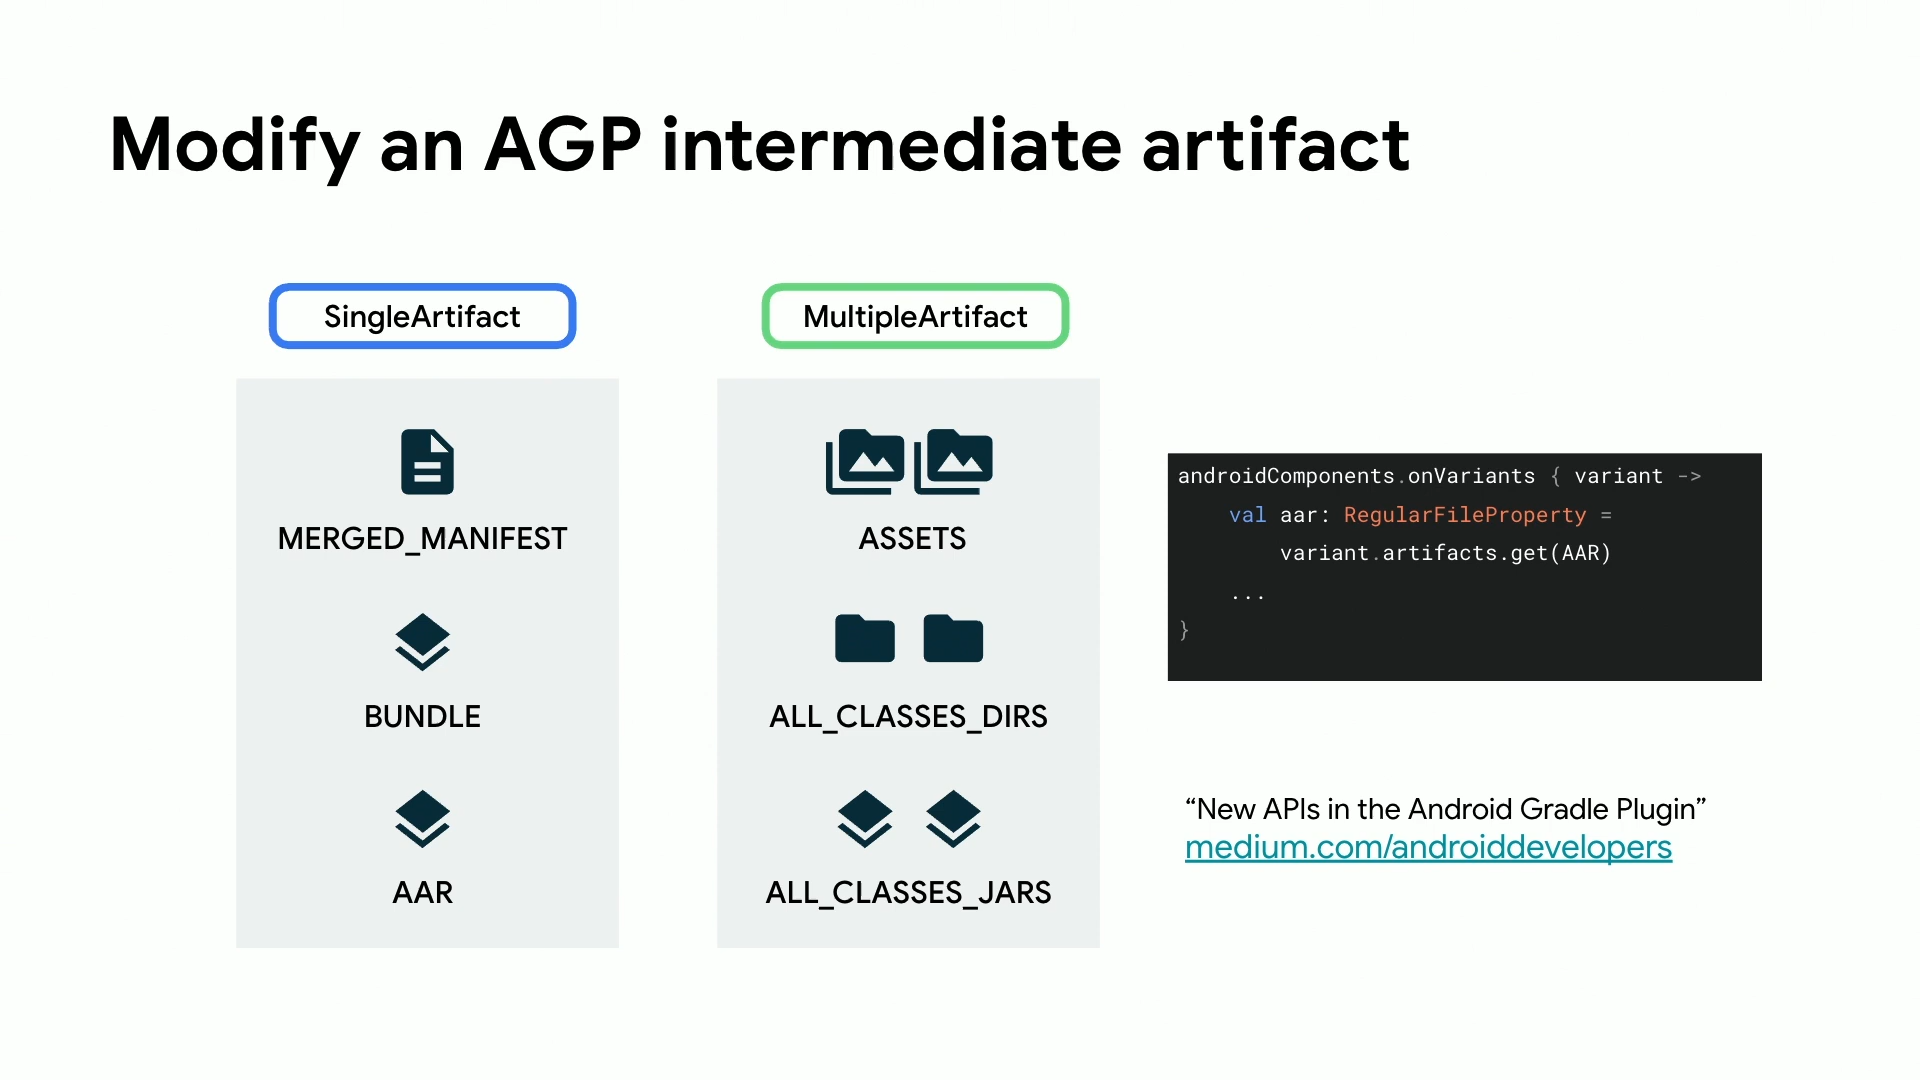 Modify an AGP intermediate artifact
SingleArtifact
MERGED_MANIFEST
BUNDLE
AAR
MultipleArtifact
ASSETS
ALL_CLASSES_DIRS
ALL_CLASSES_JARS
androidComponents.onVariants { variant ->
    val aar: RegularFileProperty =
        variant.artifacts.get(AAR)
    ...
}
“New APIs in the Android Gradle Plugin”
medium.com/androiddevelopers